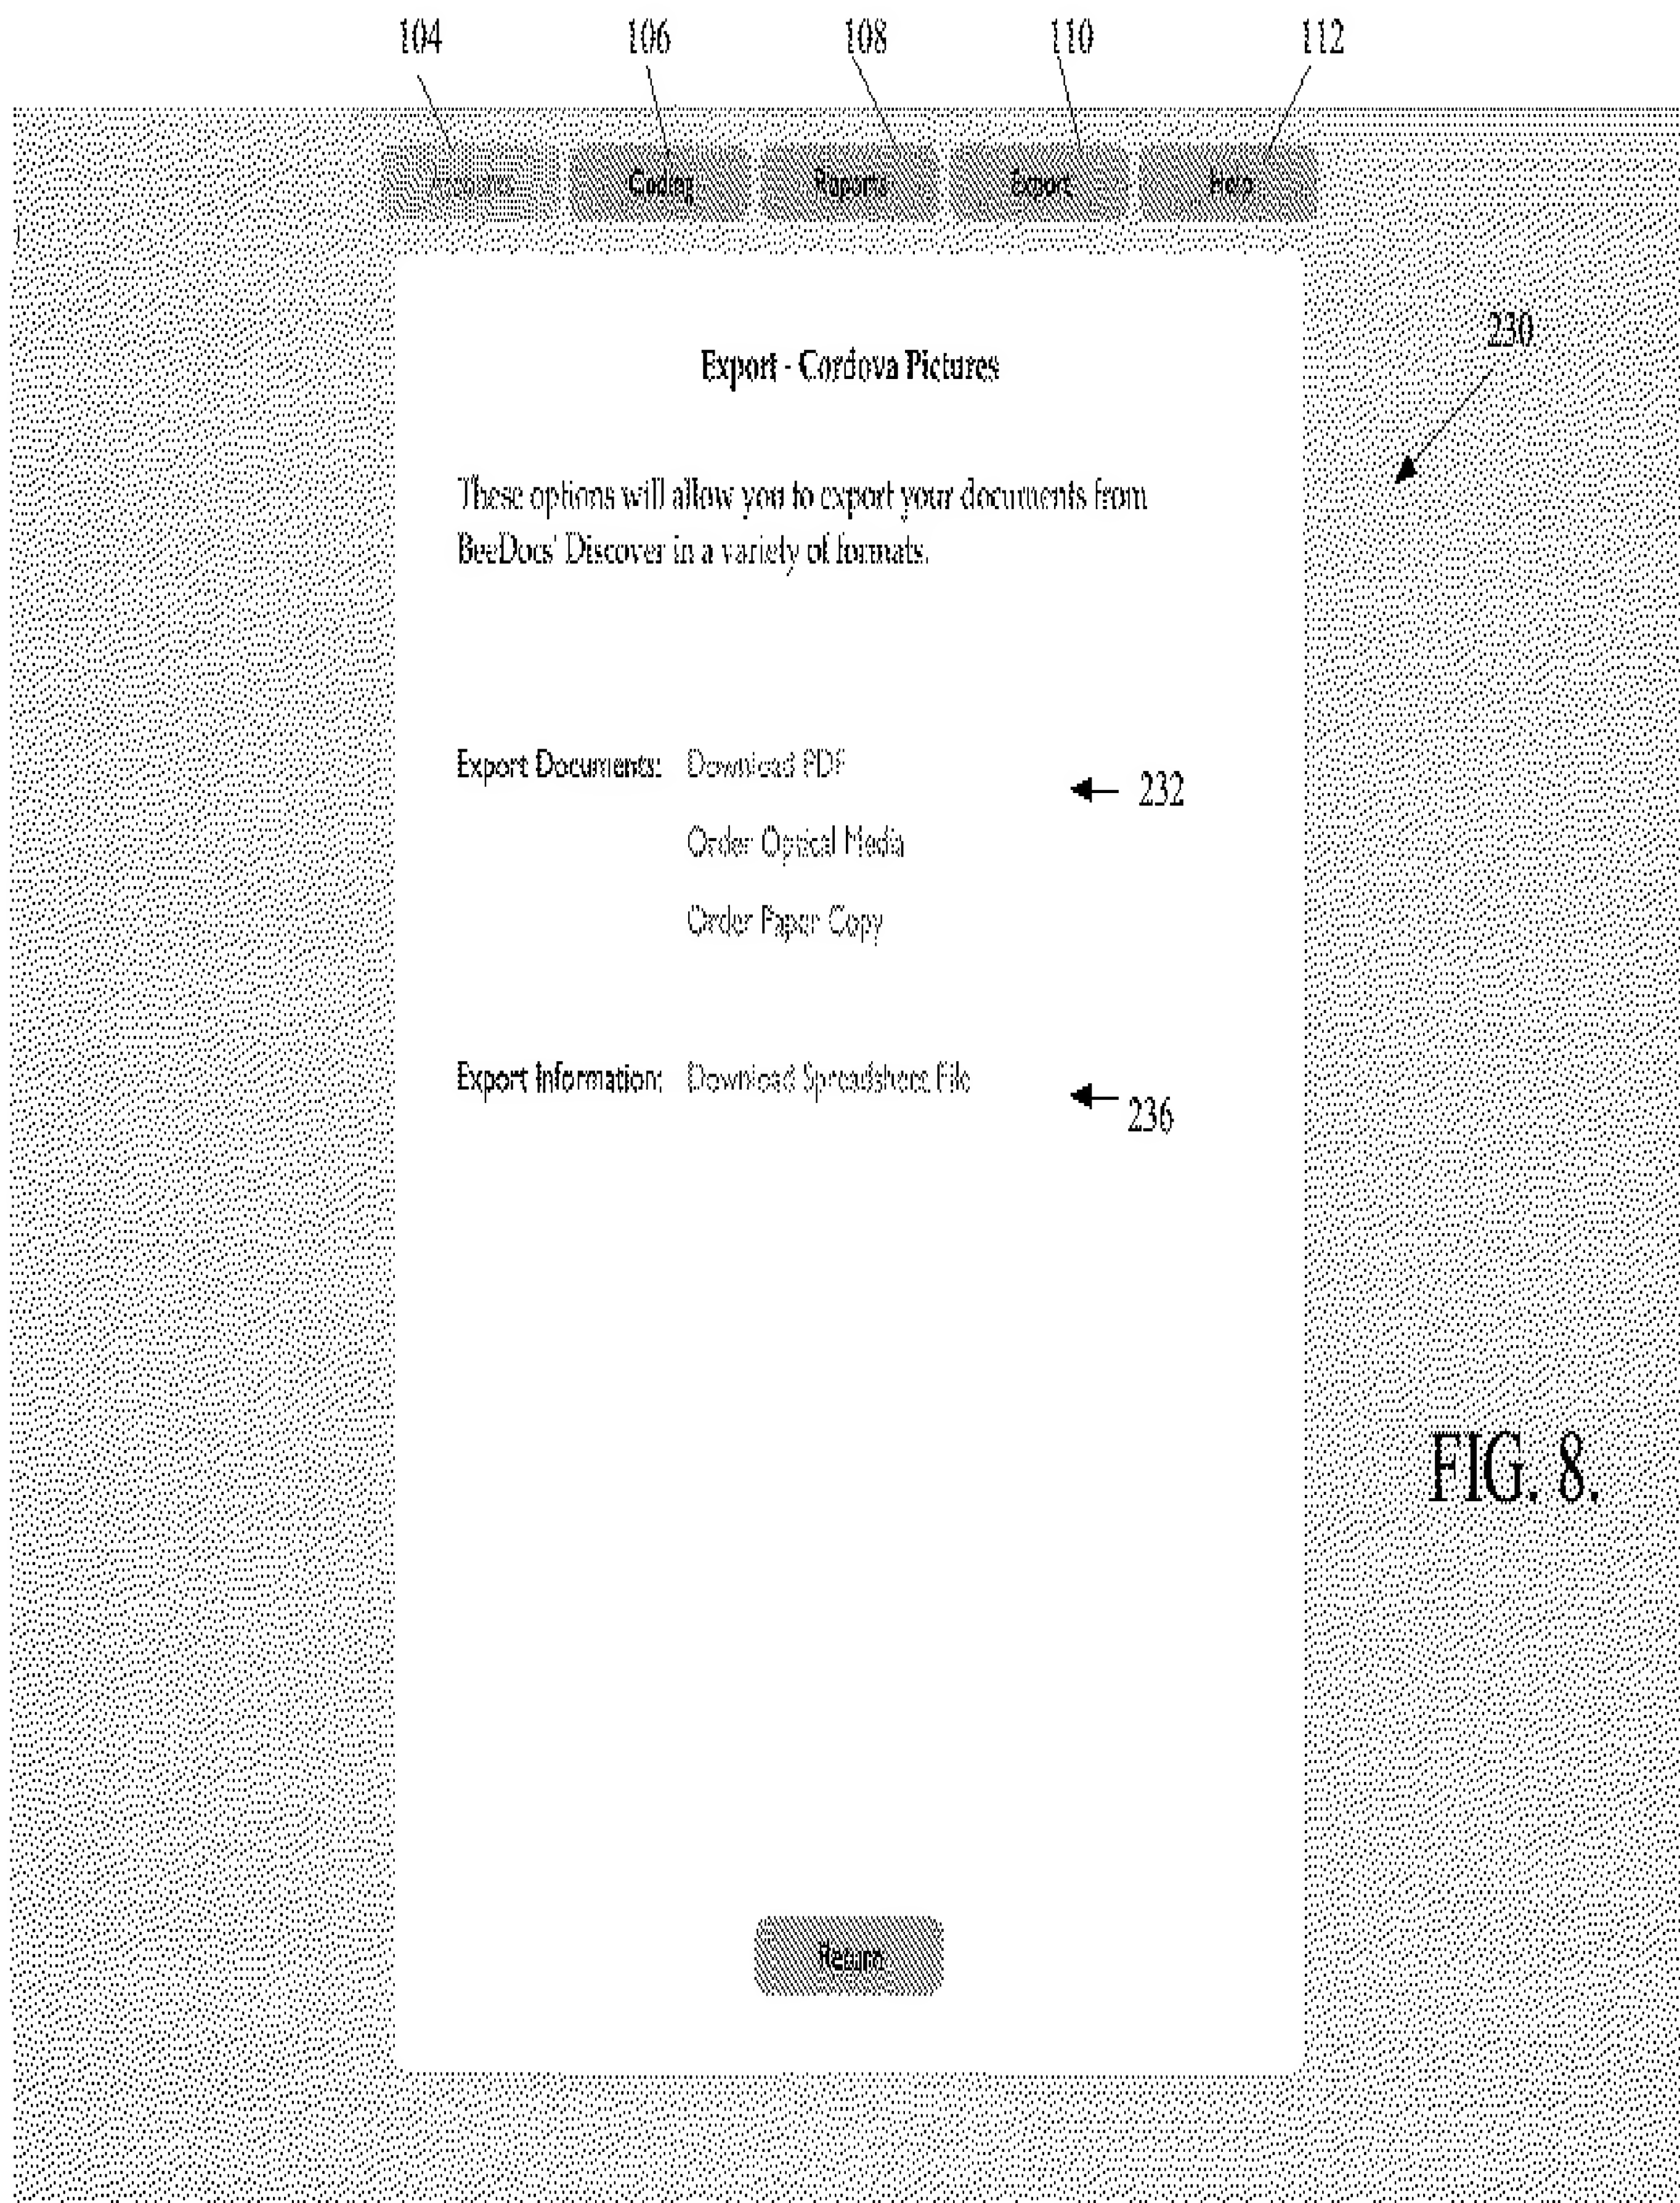 104 106 108 110 112
Coding Reports Export Help
Export - Cordova Pictures
230
These options will allow you to export your documents from
BeeDocs' Discover in a variety of formats.
Export Documents: Download PDF
232
Order Optical Media
Order Paper Copy
Export Information: Download Spreadsheet File
236
FIG. 8.
Return